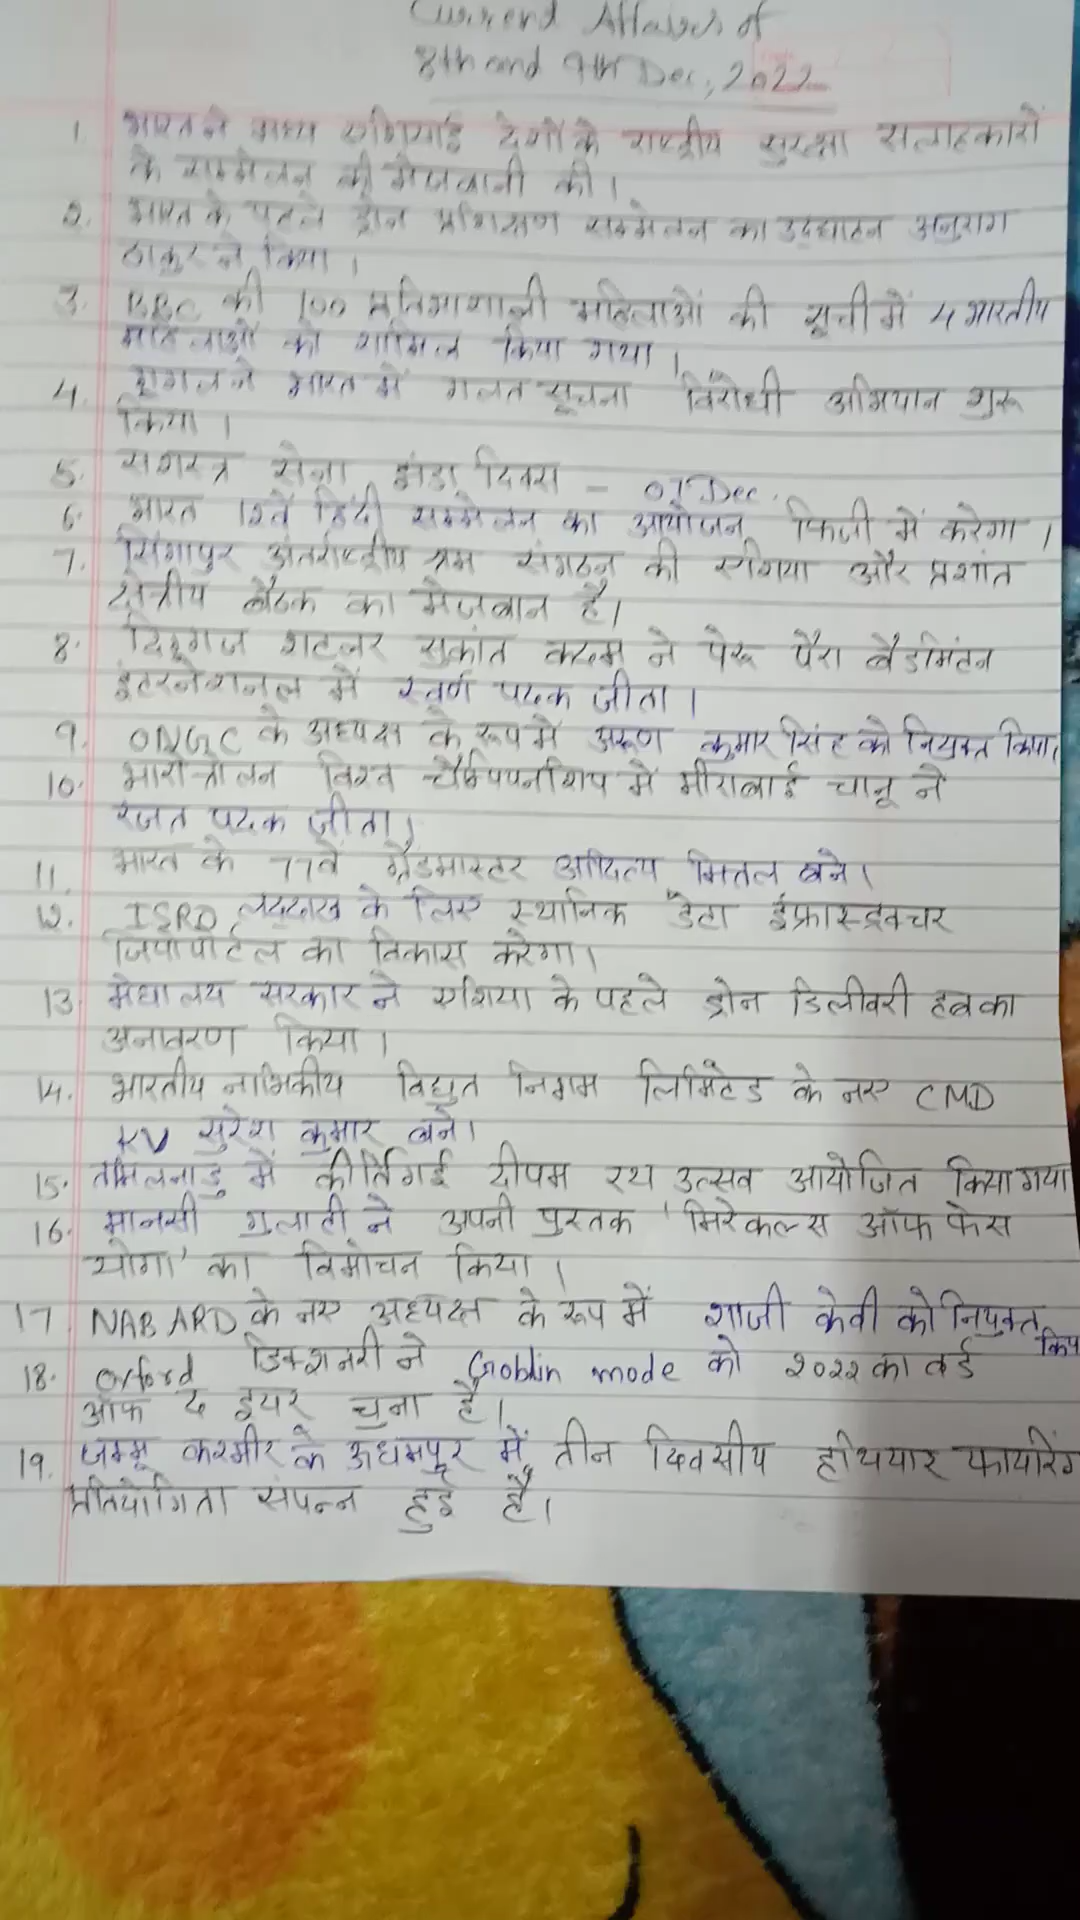 Current Affairs of
8th and 9th Dec, 2022
1. भारत ने मध्य एशियाई देशों के राष्ट्रीय सुरक्षा सलाहकारों
के सम्मेलन की मेजबानी की।
2. भारत के पहले ड्रोन प्रशिक्षण सम्मेलन का उद्घाटन अनुराग
ठाकुर ने किया।
3. BBC की 100 प्रतिभाशाली महिलाओं की सूची में 4 भारतीय
महिलाओं को शामिल किया गया।
4. गूगल ने भारत में गलत सूचना विरोधी अभियान शुरू
किया।
5. सशस्त्र सेना झंडा दिवस – 07 Dec.
6. भारत 12वें हिंदी सम्मेलन का आयोजन फिजी में करेगा।
7. सिंगापुर अंतर्राष्ट्रीय श्रम संगठन की एशिया और प्रशांत
क्षेत्रीय बैठक का मेजबान है।
8. दिग्गज शटलर सुकांत कदम ने पेरू पैरा बैडमिंटन
इंटरनेशनल में स्वर्ण पदक जीता।
9. ONGC के अध्यक्ष के रूप में अरुण कुमार सिंह को नियुक्त किया।
10. भारोत्तोलन विश्व चैम्पियनशिप में मीराबाई चानू ने
रजत पदक जीता।
11. भारत के 77वें ग्रैंडमास्टर आदित्य मित्तल बने।
12. ISRO लद्दाख के लिए स्थानिक डेटा इंफ्रास्ट्रक्चर
जियोपोर्टल का विकास करेगा।
13. मेघालय सरकार ने एशिया के पहले ड्रोन डिलीवरी हब का
अनावरण किया।
14. भारतीय नाभिकीय विद्युत निगम लिमिटेड के नए CMD
KV सुरेश कुमार बने।
15. तमिलनाडु में कीर्तिगई दीपम रथ उत्सव आयोजित किया गया
16. मानसी गुलाटी ने अपनी पुस्तक 'मिरेकल्स ऑफ फेस
योगा' का विमोचन किया।
17. NABARD के नए अध्यक्ष के रूप में शाजी केवी को नियुक्त किय
18. Oxford डिक्शनरी ने Goblin mode को २०२२ का वर्ड
ऑफ द इयर चुना है।
19. जम्मू कश्मीर के उधमपुर में तीन दिवसीय हथियार फायरिंग
प्रतियोगिता संपन्न हुई है।